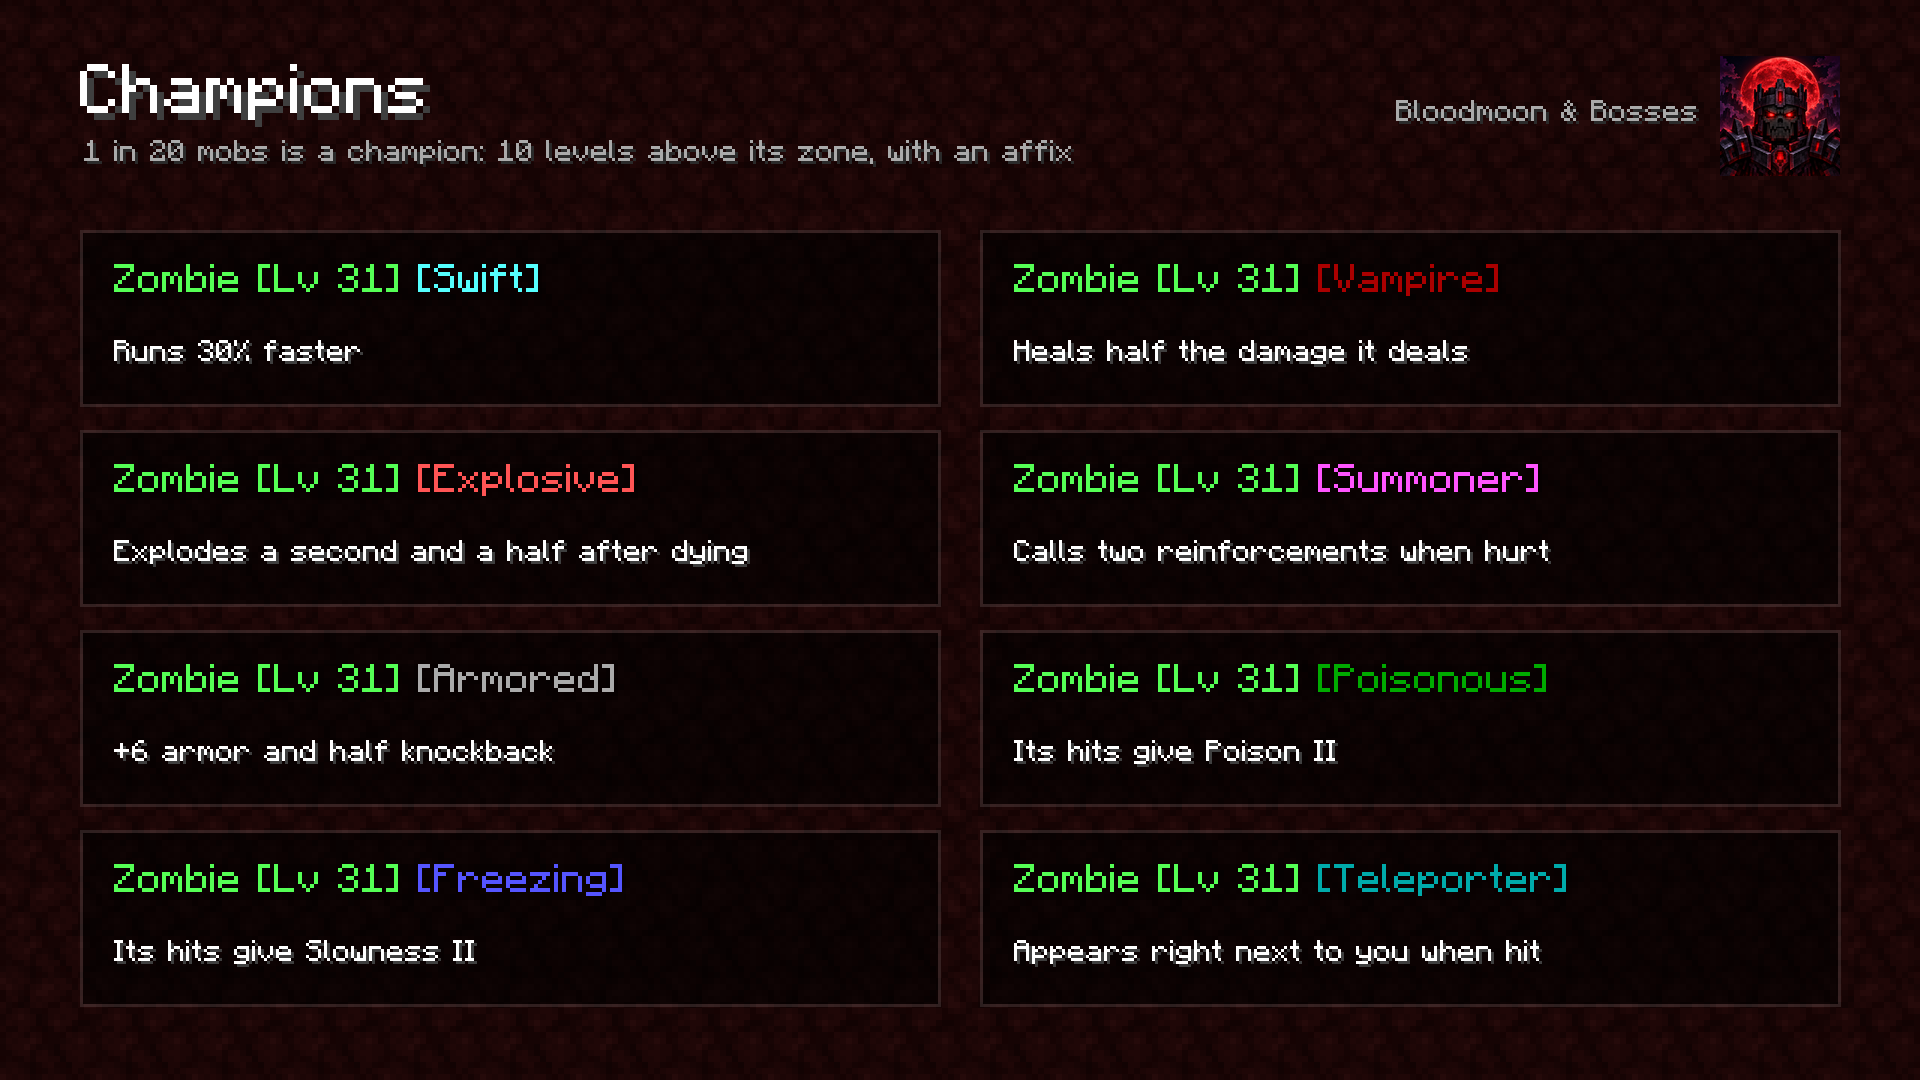 Champions
1 in 20 mobs is a champion: 10 levels above its zone, with an affix
Bloodmoon & Bosses
Zombie [Lv 31] [Swift]
Runs 30% faster
Zombie [Lv 31] [Vampire]
Heals half the damage it deals
Zombie [Lv 31] [Explosive]
Explodes a second and a half after dying
Zombie [Lv 31] [Summoner]
Calls two reinforcements when hurt
Zombie [Lv 31] [Armored]
+6 armor and half knockback
Zombie [Lv 31] [Poisonous]
Its hits give Poison II
Zombie [Lv 31] [Freezing]
Its hits give Slowness II
Zombie [Lv 31] [Teleporter]
Appears right next to you when hit